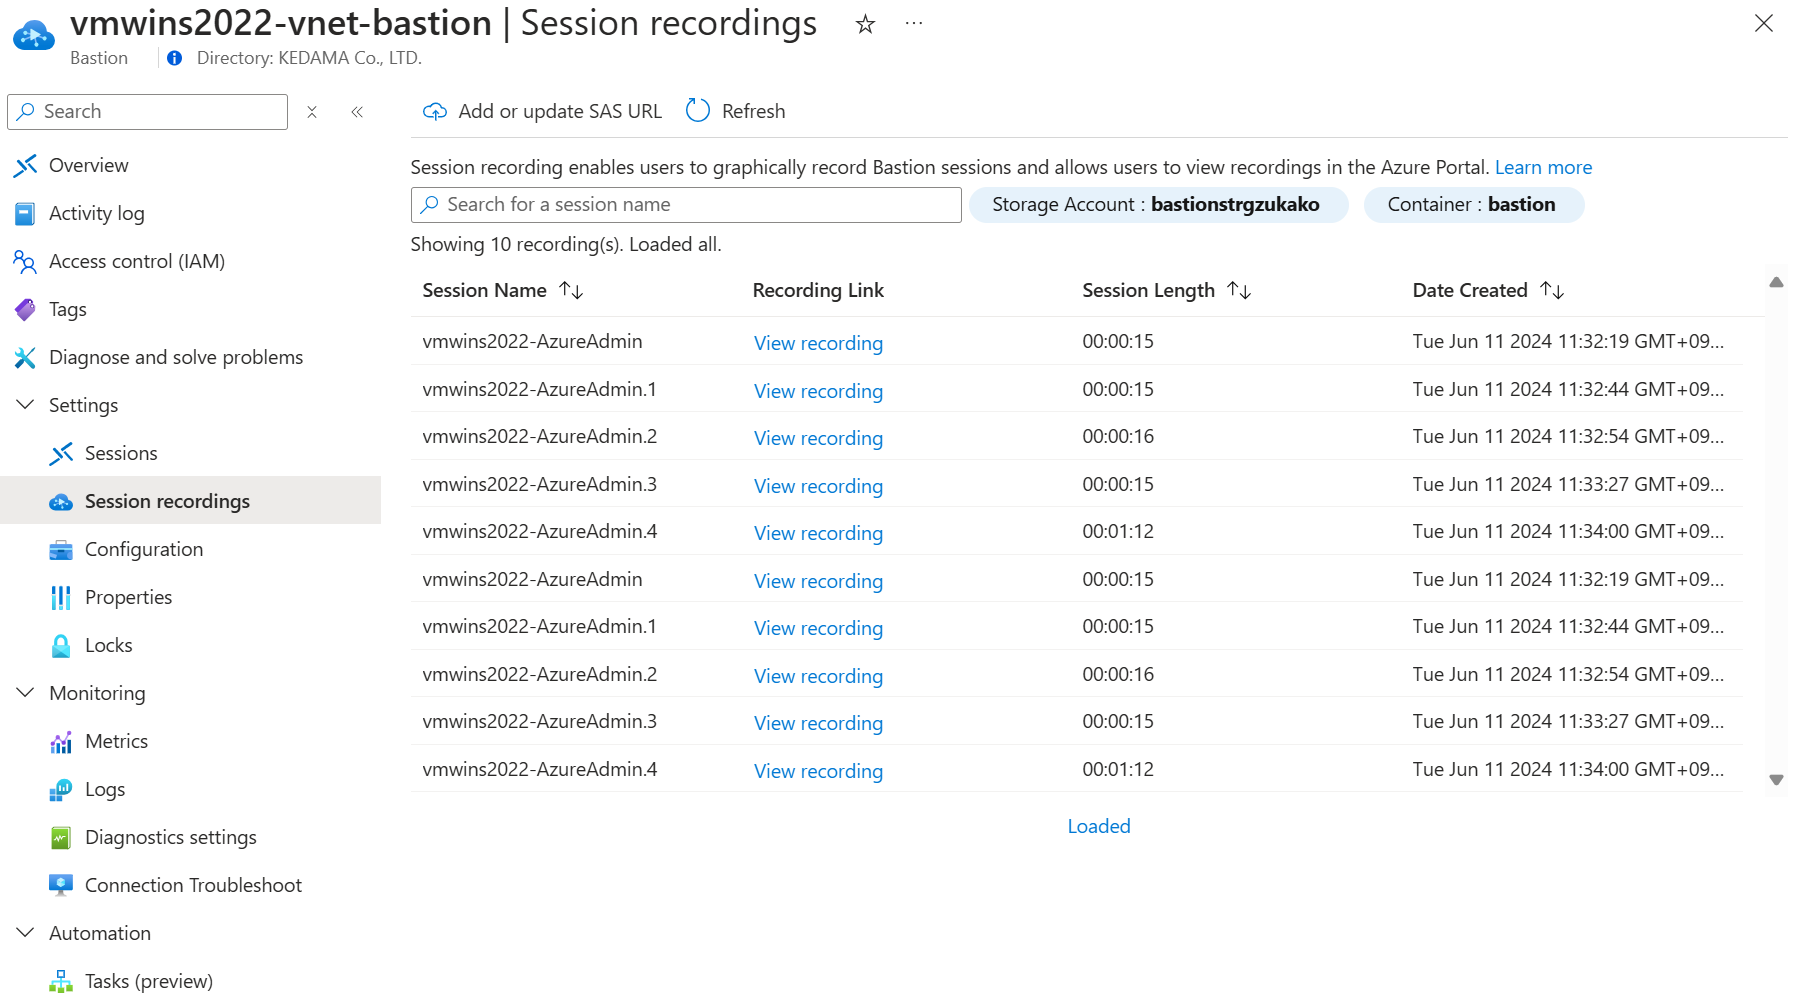 vmwins2022-vnet-bastion | Session recordings
Bastion
Directory: KEDAMA Co., LTD.
Search
Overview
Activity log
Access control (IAM)
Tags
Diagnose and solve problems
Settings
Sessions
Session recordings
Configuration
Properties
Locks
Monitoring
Metrics
Logs
Diagnostics settings
Connection Troubleshoot
Automation
Tasks (preview)
Add or update SAS URL Refresh
Session recording enables users to graphically record Bastion sessions and allows users to view recordings in the Azure Portal. Learn more
Search for a session name Storage Account : bastionstrgzukako Container : bastion
Showing 10 recording(s). Loaded all.
Session Name Recording Link Session Length Date Created
vmwins2022-AzureAdmin View recording 00:00:15 Tue Jun 11 2024 11:32:19 GMT+09...
vmwins2022-AzureAdmin.1 View recording 00:00:15 Tue Jun 11 2024 11:32:44 GMT+09...
vmwins2022-AzureAdmin.2 View recording 00:00:16 Tue Jun 11 2024 11:32:54 GMT+09...
vmwins2022-AzureAdmin.3 View recording 00:00:15 Tue Jun 11 2024 11:33:27 GMT+09...
vmwins2022-AzureAdmin.4 View recording 00:01:12 Tue Jun 11 2024 11:34:00 GMT+09...
vmwins2022-AzureAdmin View recording 00:00:15 Tue Jun 11 2024 11:32:19 GMT+09...
vmwins2022-AzureAdmin.1 View recording 00:00:15 Tue Jun 11 2024 11:32:44 GMT+09...
vmwins2022-AzureAdmin.2 View recording 00:00:16 Tue Jun 11 2024 11:32:54 GMT+09...
vmwins2022-AzureAdmin.3 View recording 00:00:15 Tue Jun 11 2024 11:33:27 GMT+09...
vmwins2022-AzureAdmin.4 View recording 00:01:12 Tue Jun 11 2024 11:34:00 GMT+09...
Loaded